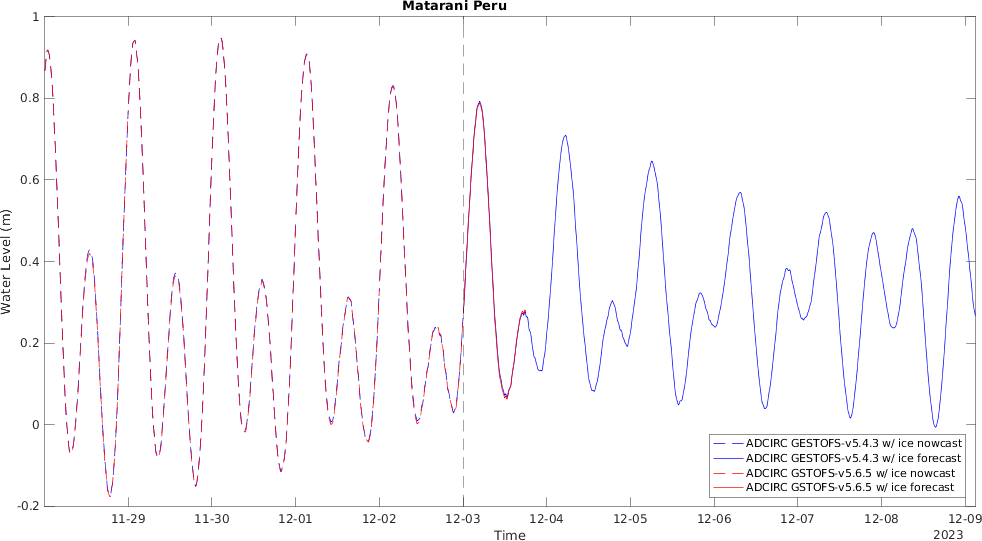 Matarani Peru
Water Level (m)
1
0.8
0.6
0.4
0.2
0
-0.2
11-29 11-30 12-01 12-02 12-03 12-04 12-05 12-06 12-07 12-08 12-09
2023
Time
ADCIRC GESTOFS-v5.4.3 w/ ice nowcast
ADCIRC GESTOFS-v5.4.3 w/ ice forecast
ADCIRC GSTOFS-v5.6.5 w/ ice nowcast
ADCIRC GSTOFS-v5.6.5 w/ ice forecast